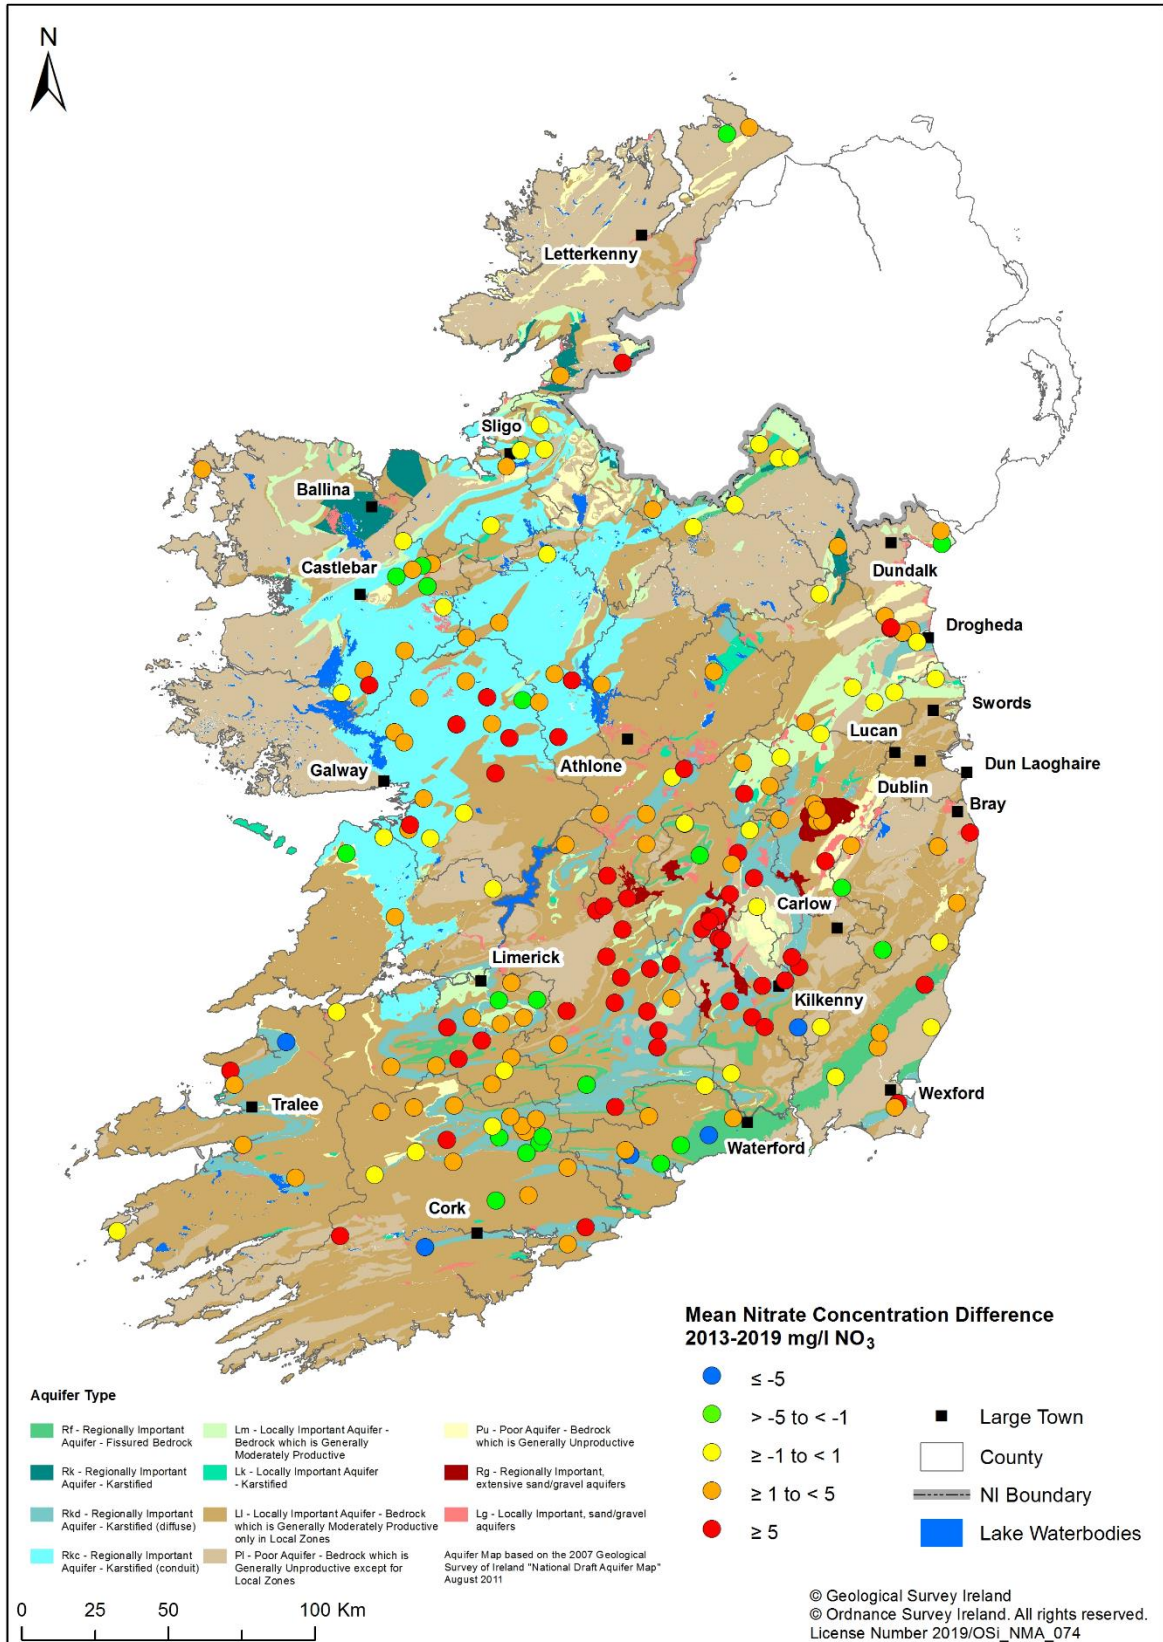 N
Letterkenny
Sligo
Ballina
Castlebar
Dundalk
Drogheda
Swords
Lucan
Galway
Athlone
Dun Laoghaire
Dublin
Bray
Carlow
Limerick
Kilkenny
Tralee
Wexford
Waterford
Cork
Mean Nitrate Concentration Difference
2013-2019 mg/l NO₃
≤ -5
> -5 to < -1
≥ -1 to < 1
≥ 1 to < 5
≥ 5
Large Town
County
NI Boundary
Lake Waterbodies
Aquifer Type
Rf - Regionally Important
Aquifer - Fissured Bedrock
Rk - Regionally Important
Aquifer - Karstified
Rkd - Regionally Important
Aquifer - Karstified (diffuse)
Rkc - Regionally Important
Aquifer - Karstified (conduit)
Lm - Locally Important Aquifer -
Bedrock which is Generally
Moderately Productive
Lk - Locally Important Aquifer
- Karstified
Ll - Locally Important Aquifer - Bedrock
which is Generally Moderately Productive
only in Local Zones
Pl - Poor Aquifer - Bedrock which is
Generally Unproductive except for
Local Zones
Pu - Poor Aquifer - Bedrock
which is Generally Unproductive
Rg - Regionally Important,
extensive sand/gravel aquifers
Lg - Locally Important, sand/gravel
aquifers
Aquifer Map based on the 2007 Geological
Survey of Ireland "National Draft Aquifer Map"
August 2011
0 25 50 100 Km
© Geological Survey Ireland
© Ordnance Survey Ireland. All rights reserved.
License Number 2019/OSi_NMA_074